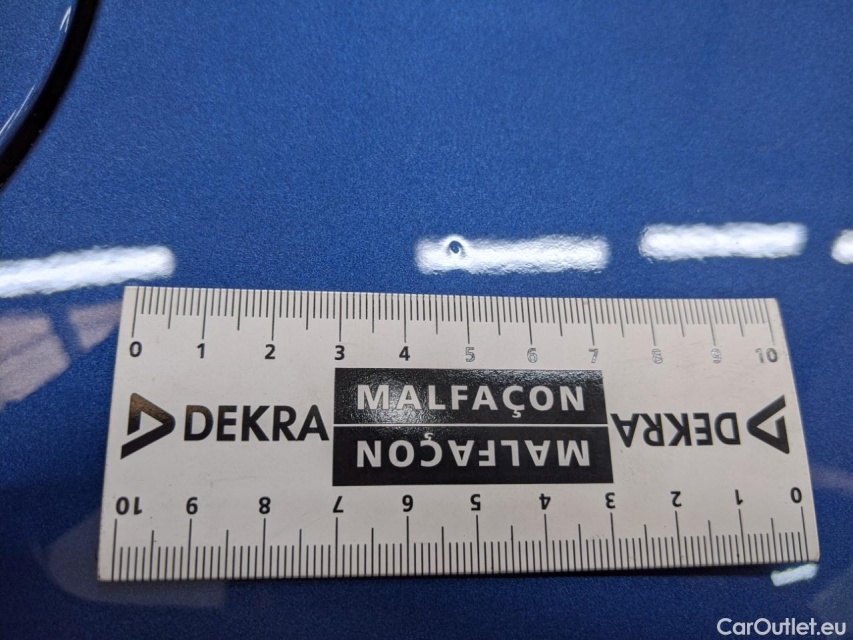 0 1 2 3 4 5 6 7 8 9 10
DEKRA MALFAÇON DEKRA
MALFAÇON
10 9 8 7 6 5 4 3 2 1 0
CarOutlet.eu